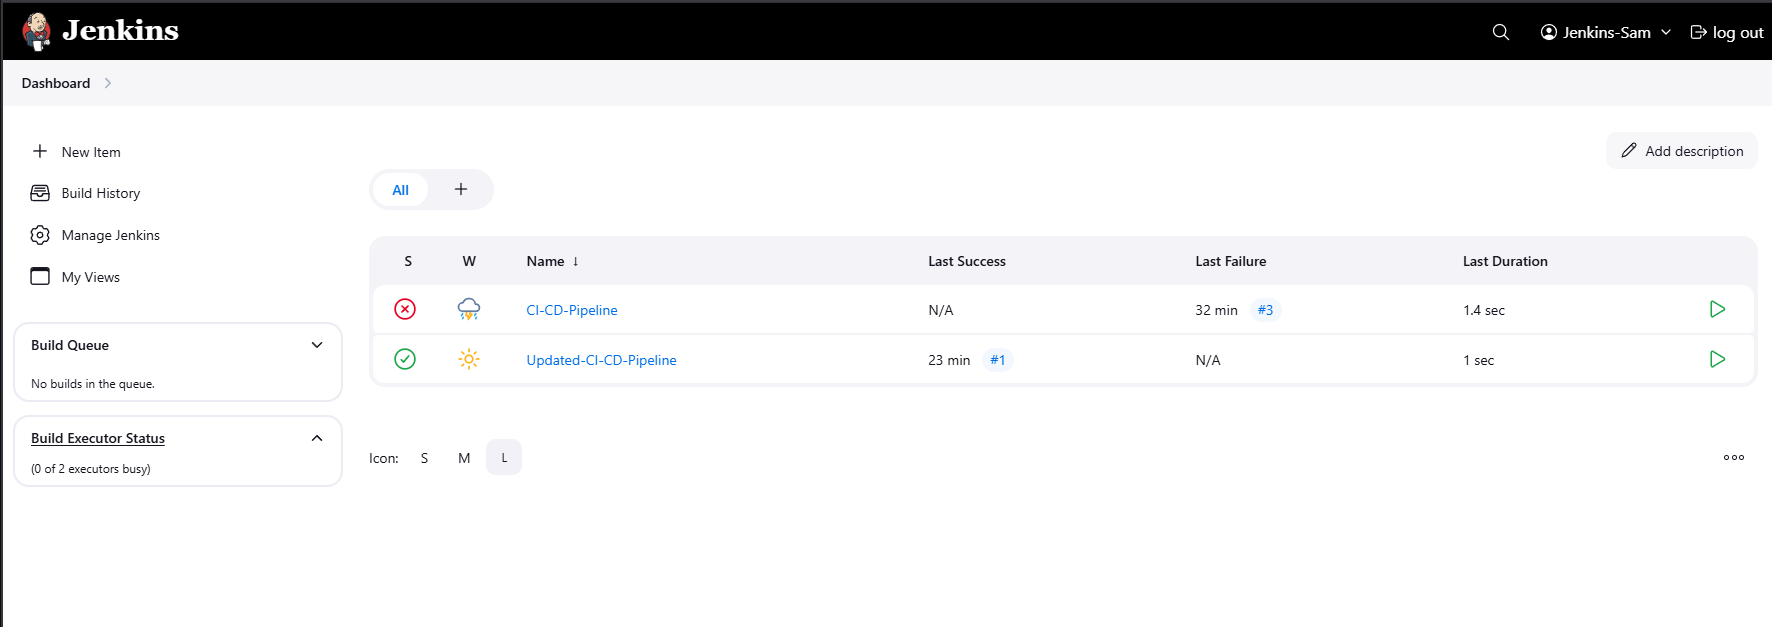 Jenkins
Jenkins-Sam
log out
Dashboard
New Item
Build History
Manage Jenkins
My Views
Build Queue
No builds in the queue.
Build Executor Status
(0 of 2 executors busy)
Add description
All +
S W Name ↓ Last Success Last Failure Last Duration
CI-CD-Pipeline N/A 32 min #3 1.4 sec
Updated-CI-CD-Pipeline 23 min #1 N/A 1 sec
Icon: S M L